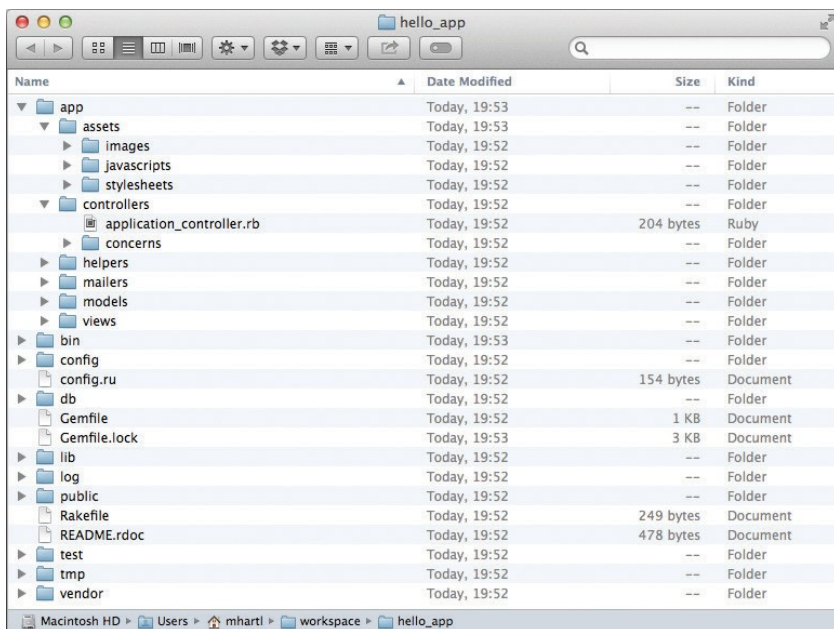 hello_app
Name Date Modified Size Kind
app Today, 19:53 -- Folder
assets Today, 19:53 -- Folder
images Today, 19:52 -- Folder
javascripts Today, 19:52 -- Folder
stylesheets Today, 19:52 -- Folder
controllers Today, 19:52 -- Folder
application_controller.rb Today, 19:52 204 bytes Ruby
concerns Today, 19:52 -- Folder
helpers Today, 19:52 -- Folder
mailers Today, 19:52 -- Folder
models Today, 19:52 -- Folder
views Today, 19:52 -- Folder
bin Today, 19:53 -- Folder
config Today, 19:52 -- Folder
config.ru Today, 19:52 154 bytes Document
db Today, 19:52 -- Folder
Gemfile Today, 19:52 1 KB Document
Gemfile.lock Today, 19:53 3 KB Document
lib Today, 19:52 -- Folder
log Today, 19:52 -- Folder
public Today, 19:52 -- Folder
Rakefile Today, 19:52 249 bytes Document
README.rdoc Today, 19:52 478 bytes Document
test Today, 19:52 -- Folder
tmp Today, 19:52 -- Folder
vendor Today, 19:52 -- Folder
Macintosh HD ▸ Users ▸ mhartl ▸ workspace ▸ hello_app